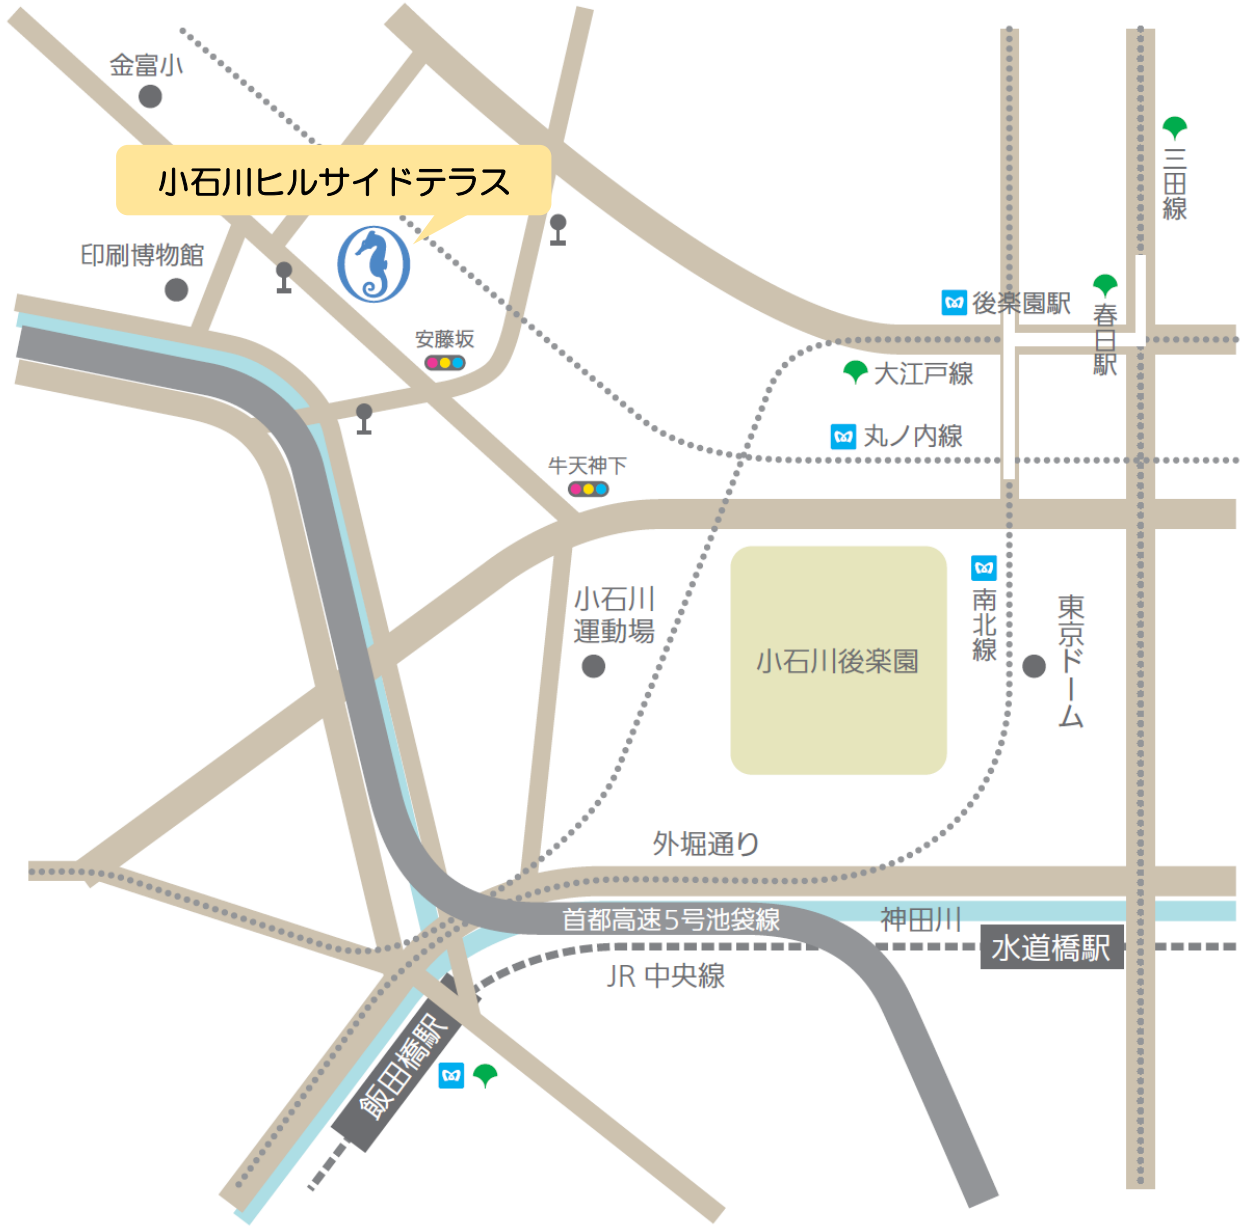 金富小
小石川ヒルサイドテラス
三田線
印刷博物館
後楽園駅
春日駅
安藤坂
大江戸線
丸ノ内線
牛天神下
小石川
運動場
南北線
東京ドーム
小石川後楽園
外堀通り
首都高速5号池袋線
神田川
水道橋駅
JR 中央線
飯田橋駅